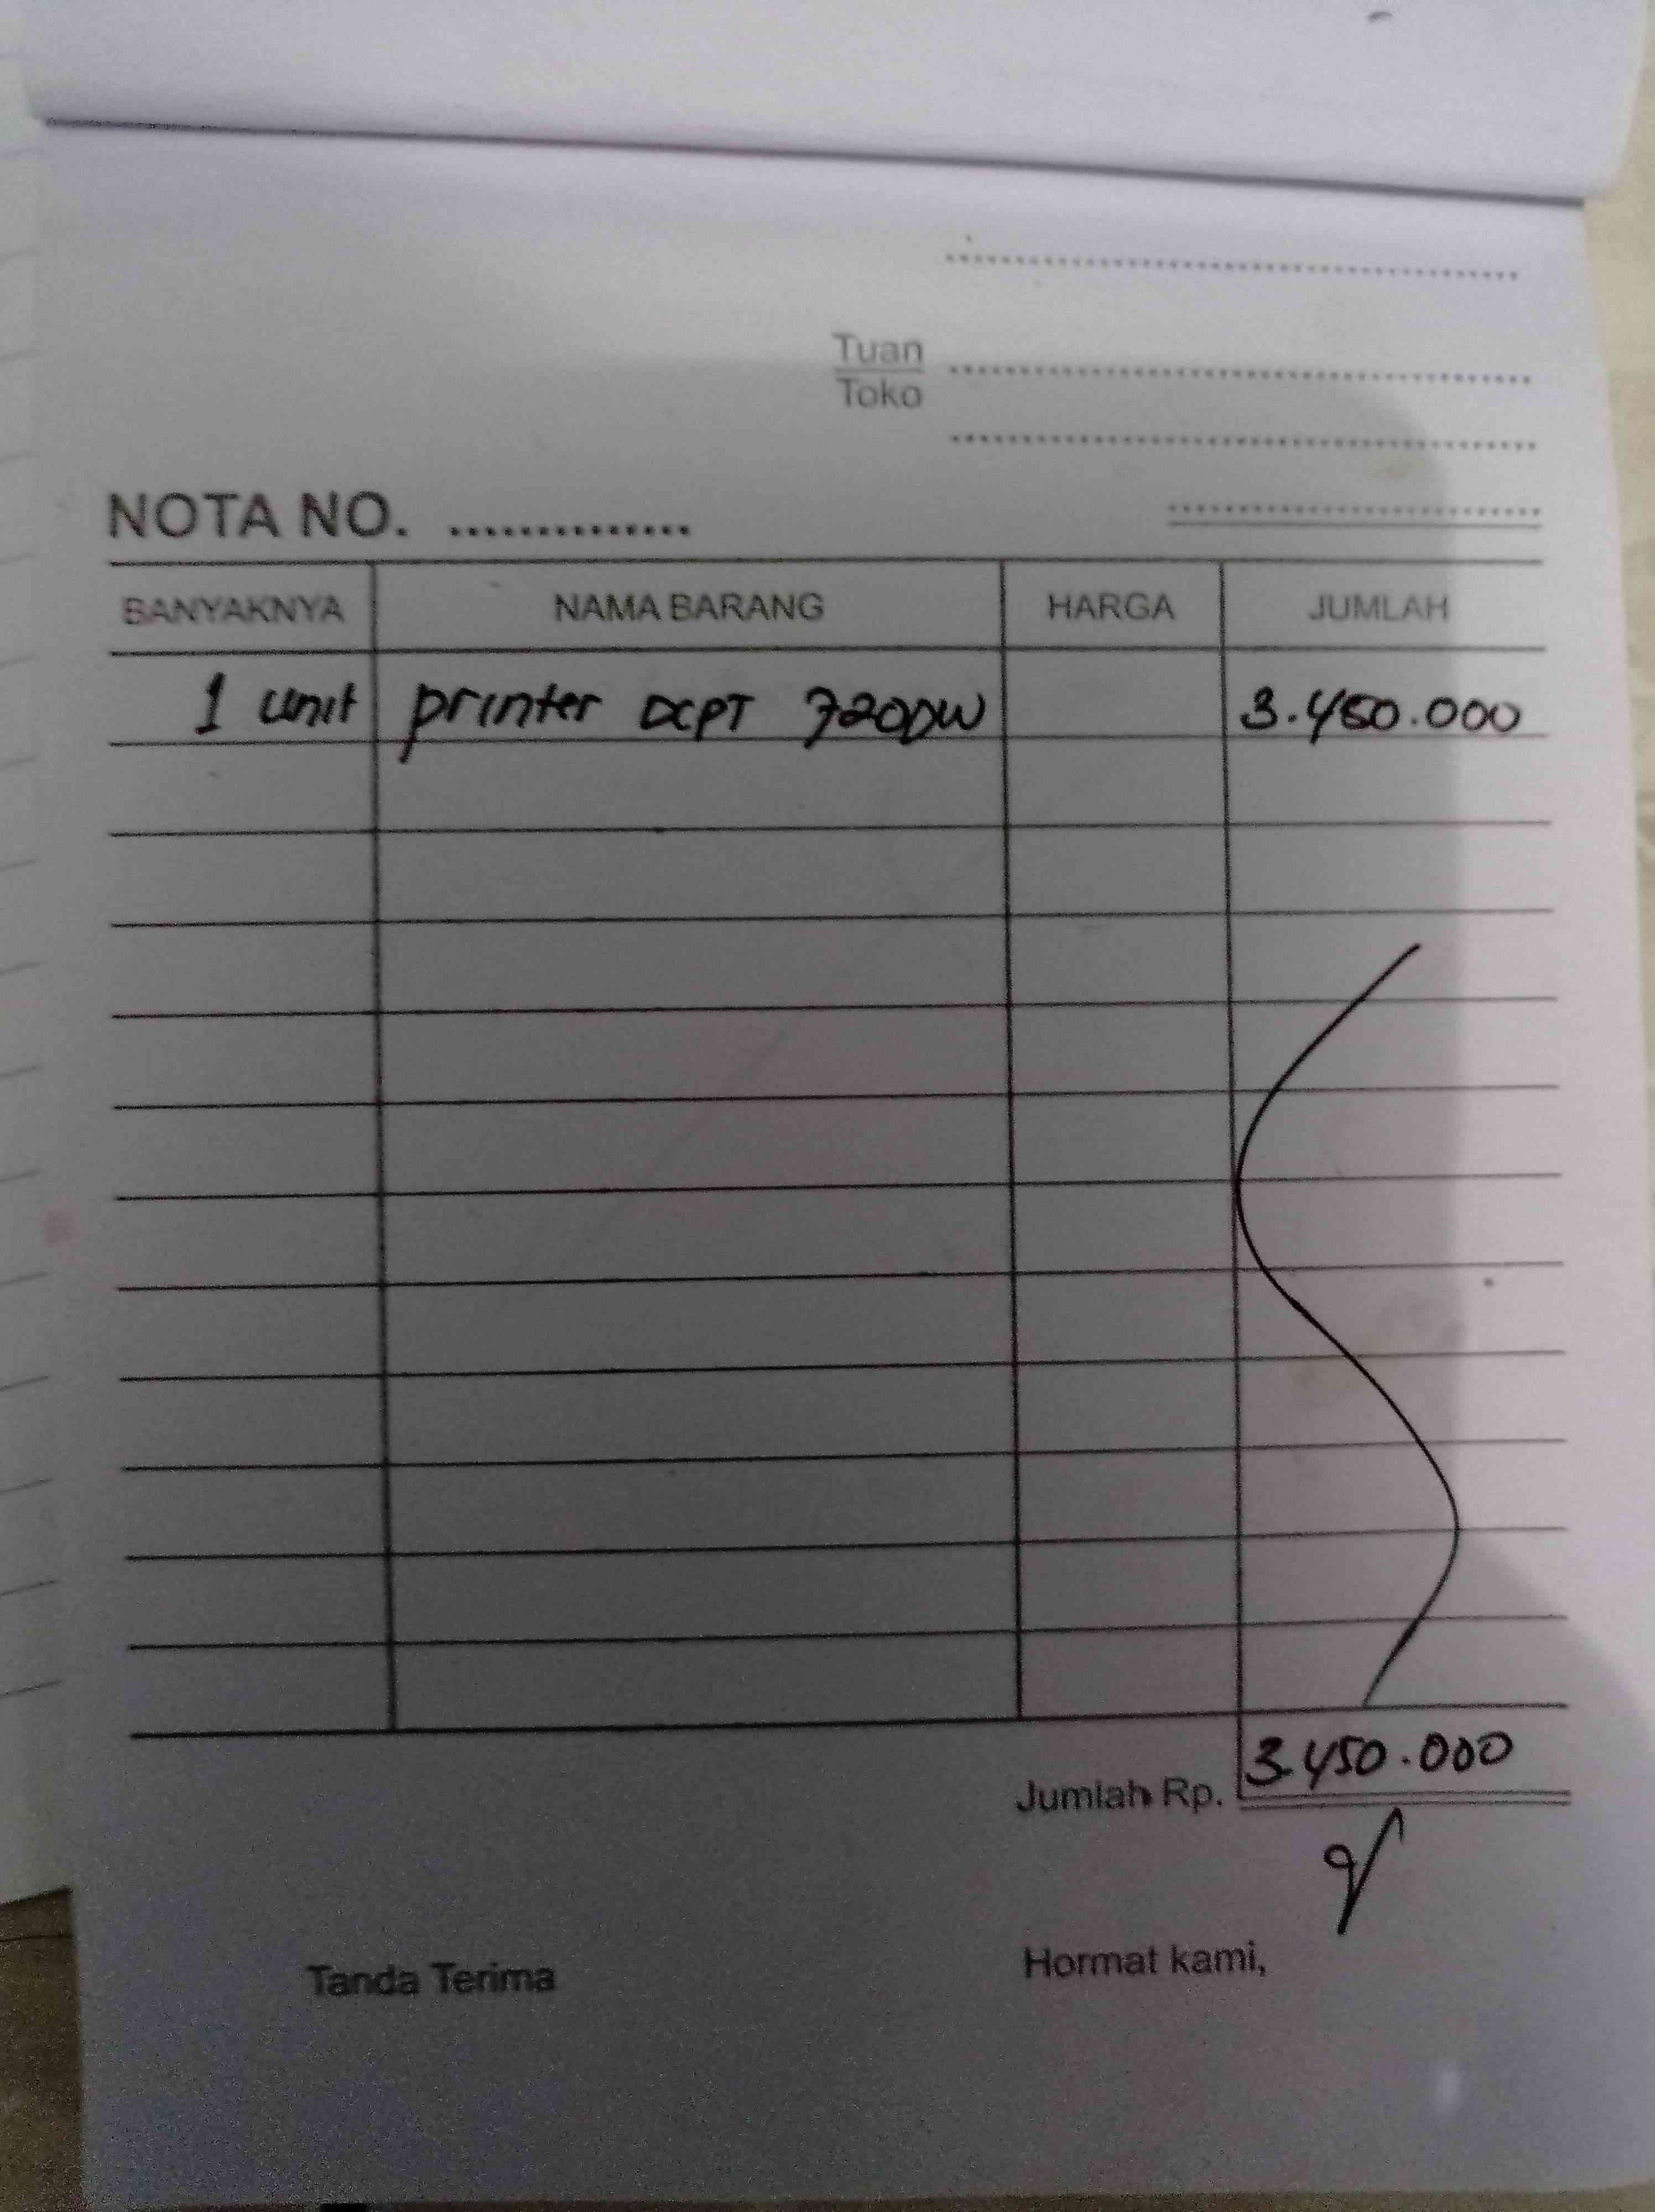 Tuan
Toko
NOTA NO. ..............
BANYAKNYA NAMA BARANG HARGA JUMLAH
1 unit printer DCPT 720DW 3.450.000
Jumlah Rp. 3.450.000
Tanda Terima Hormat kami,